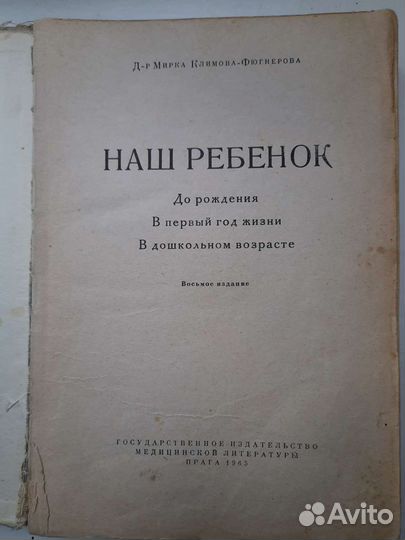 Д-р Мирка Климова-Фюгнерова
НАШ РЕБЕНОК
До рождения
В первый год жизни
В дошкольном возрасте
Восьмое издание
ГОСУДАРСТВЕННОЕ ИЗДАТЕЛЬСТВО
МЕДИЦИНСКОЙ ЛИТЕРАТУРЫ
ПРАГА 1965
Avito